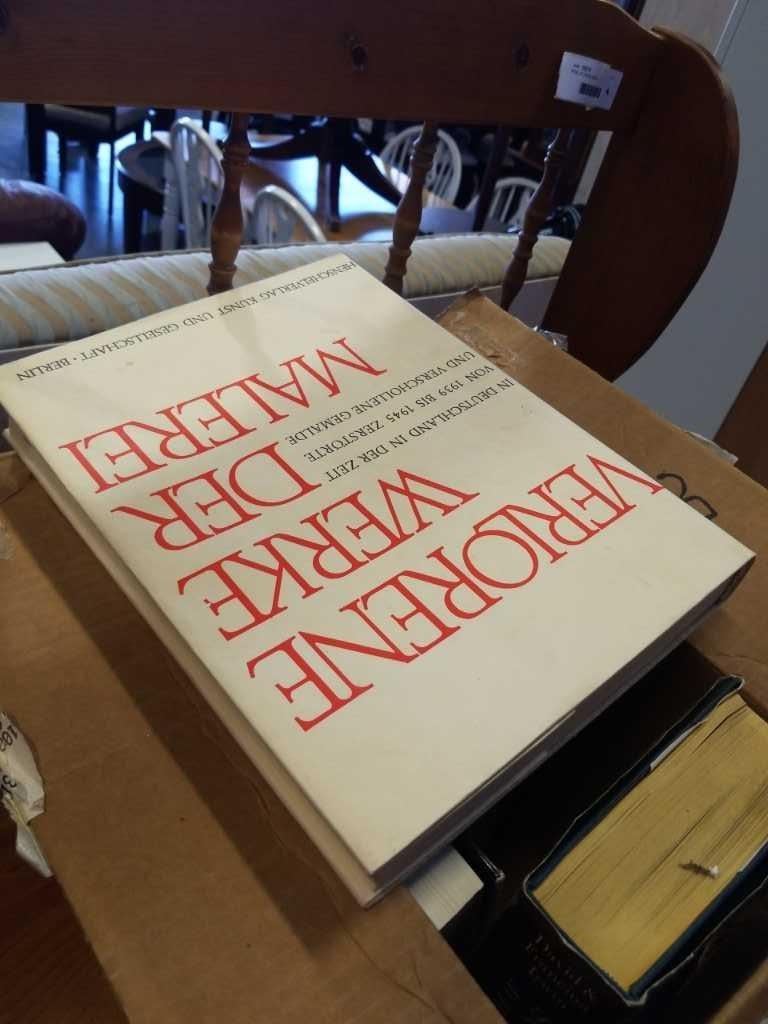 VERLORENE
WERKE
DER
MALEREI
IN DEUTSCHLAND IN DER ZEIT
VON 1939 BIS 1945 ZERSTÖRTE
UND VERSCHOLLENE GEMÄLDE
HENSCHELVERLAG KUNST UND GESELLSCHAFT · BERLIN